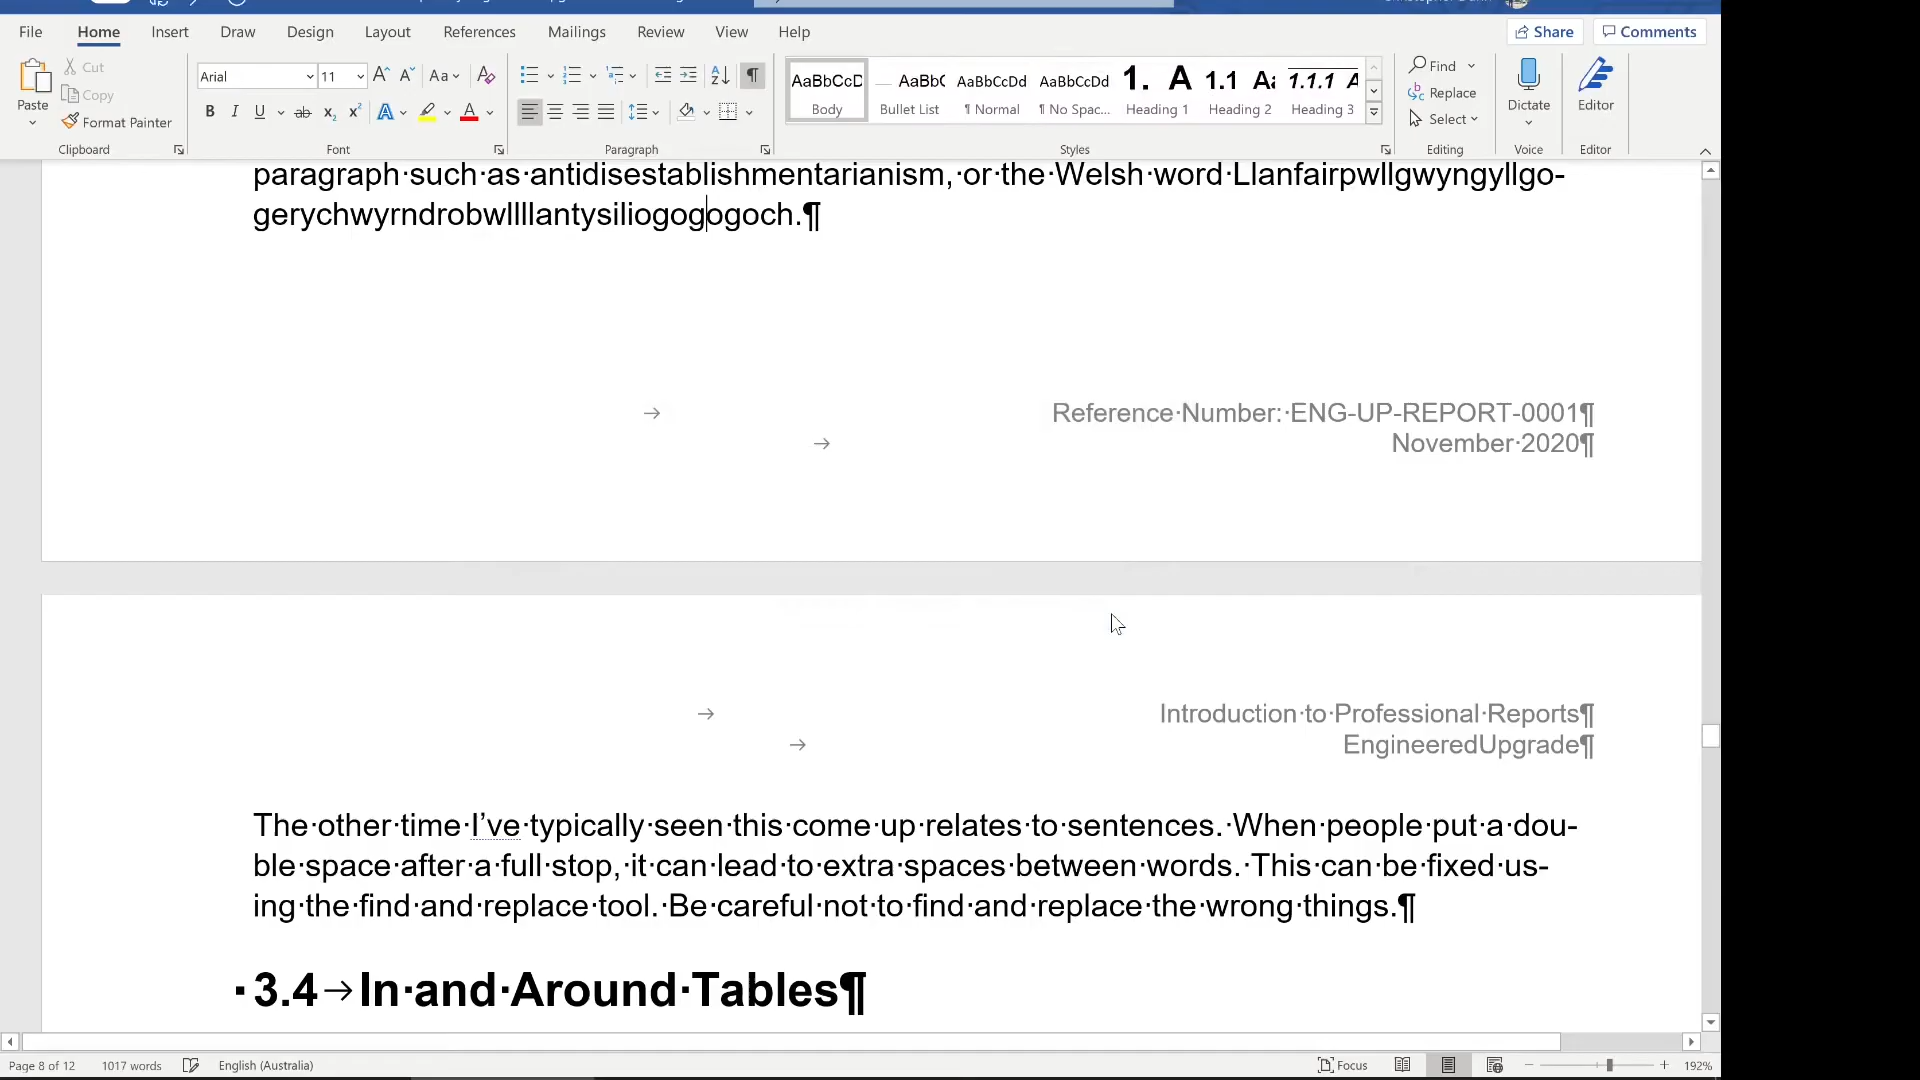 File Home Insert Draw Design Layout References Mailings Review View Help Share Comments
Paste Cut Copy Format Painter Clipboard
Arial 11 Font
Paragraph
AaBbCcD AaBbC AaBbCcDd AaBbCcDd 1. A 1.1 Aa 1.1.1 A
Body Bullet List ¶ Normal ¶ No Spac... Heading 1 Heading 2 Heading 3
Styles
Find Replace Select Editing
Dictate Voice
Editor Editor
paragraph·such·as·antidisestablishmentarianism,·or·the·Welsh·word·Llanfairpwllgwyngyllgo-
gerychwyrndrobwllllantysiliogogogoch.¶
→ Reference·Number:·ENG-UP-REPORT-0001¶
→ November·2020¶
→ Introduction·to·Professional·Reports¶
→ EngineeredUpgrade¶
The·other·time·I’ve·typically·seen·this·come·up·relates·to·sentences.·When·people·put·a·dou-
ble·space·after·a·full·stop,·it·can·lead·to·extra·spaces·between·words.·This·can·be·fixed·us-
ing·the·find·and·replace·tool.·Be·careful·not·to·find·and·replace·the·wrong·things.¶
3.4→In·and·Around·Tables¶
Page 8 of 12 1017 words English (Australia) Focus 192%